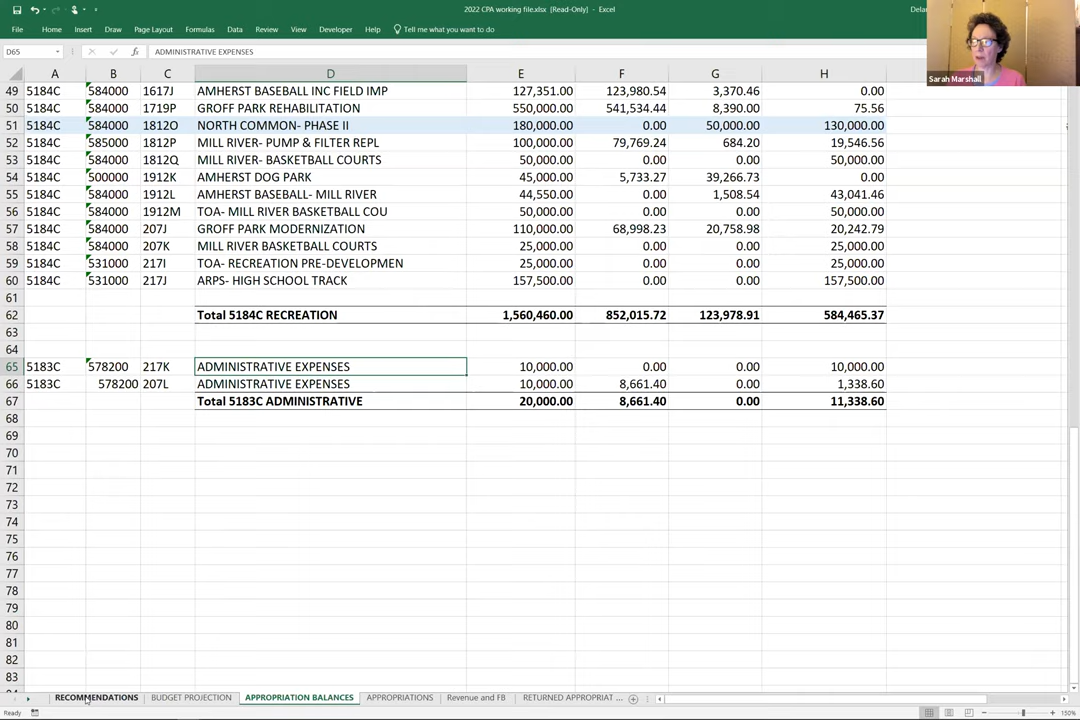 2022 CPA working file.xlsx [Read-Only] - Excel
File Home Insert Draw Page Layout Formulas Data Review View Developer Help Tell me what you want to do
D65 fx ADMINISTRATIVE EXPENSES
Sarah Marshall
A B C D E F G H
49 5184C 584000 1617J AMHERST BASEBALL INC FIELD IMP 127,351.00 123,980.54 3,370.46 0.00
50 5184C 584000 1719P GROFF PARK REHABILITATION 550,000.00 541,534.44 8,390.00 75.56
51 5184C 584000 1812O NORTH COMMON- PHASE II 180,000.00 0.00 50,000.00 130,000.00
52 5184C 585000 1812P MILL RIVER- PUMP & FILTER REPL 100,000.00 79,769.24 684.20 19,546.56
53 5184C 584000 1812Q MILL RIVER- BASKETBALL COURTS 50,000.00 0.00 0.00 50,000.00
54 5184C 500000 1912K AMHERST DOG PARK 45,000.00 5,733.27 39,266.73 0.00
55 5184C 584000 1912L AMHERST BASEBALL- MILL RIVER 44,550.00 0.00 1,508.54 43,041.46
56 5184C 584000 1912M TOA- MILL RIVER BASKETBALL COU 50,000.00 0.00 0.00 50,000.00
57 5184C 584000 207J GROFF PARK MODERNIZATION 110,000.00 68,998.23 20,758.98 20,242.79
58 5184C 584000 207K MILL RIVER BASKETBALL COURTS 25,000.00 0.00 0.00 25,000.00
59 5184C 531000 217I TOA- RECREATION PRE-DEVELOPMEN 25,000.00 0.00 0.00 25,000.00
60 5184C 531000 217J ARPS- HIGH SCHOOL TRACK 157,500.00 0.00 0.00 157,500.00
61
62 Total 5184C RECREATION 1,560,460.00 852,015.72 123,978.91 584,465.37
63
64
65 5183C 578200 217K ADMINISTRATIVE EXPENSES 10,000.00 0.00 0.00 10,000.00
66 5183C 578200 207L ADMINISTRATIVE EXPENSES 10,000.00 8,661.40 0.00 1,338.60
67 Total 5183C ADMINISTRATIVE 20,000.00 8,661.40 0.00 11,338.60
68
69
70
71
72
73
74
75
76
77
78
79
80
81
82
83
RECOMMENDATIONS BUDGET PROJECTION APPROPRIATION BALANCES APPROPRIATIONS Revenue and FB RETURNED APPROPRIAT ...
Ready 150%